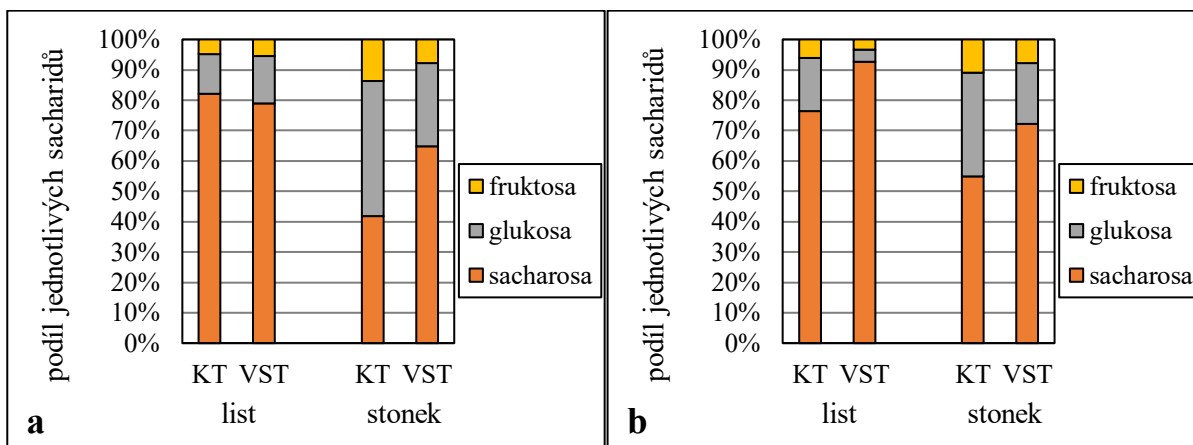 podíl jednotlivých sacharidů
100%
90%
80%
70%
60%
50%
40%
30%
20%
10%
0%
KT VST KT VST
list stonek
fruktosa
glukosa
sacharosa
a
podíl jednotlivých sacharidů
100%
90%
80%
70%
60%
50%
40%
30%
20%
10%
0%
KT VST KT VST
list stonek
fruktosa
glukosa
sacharosa
b